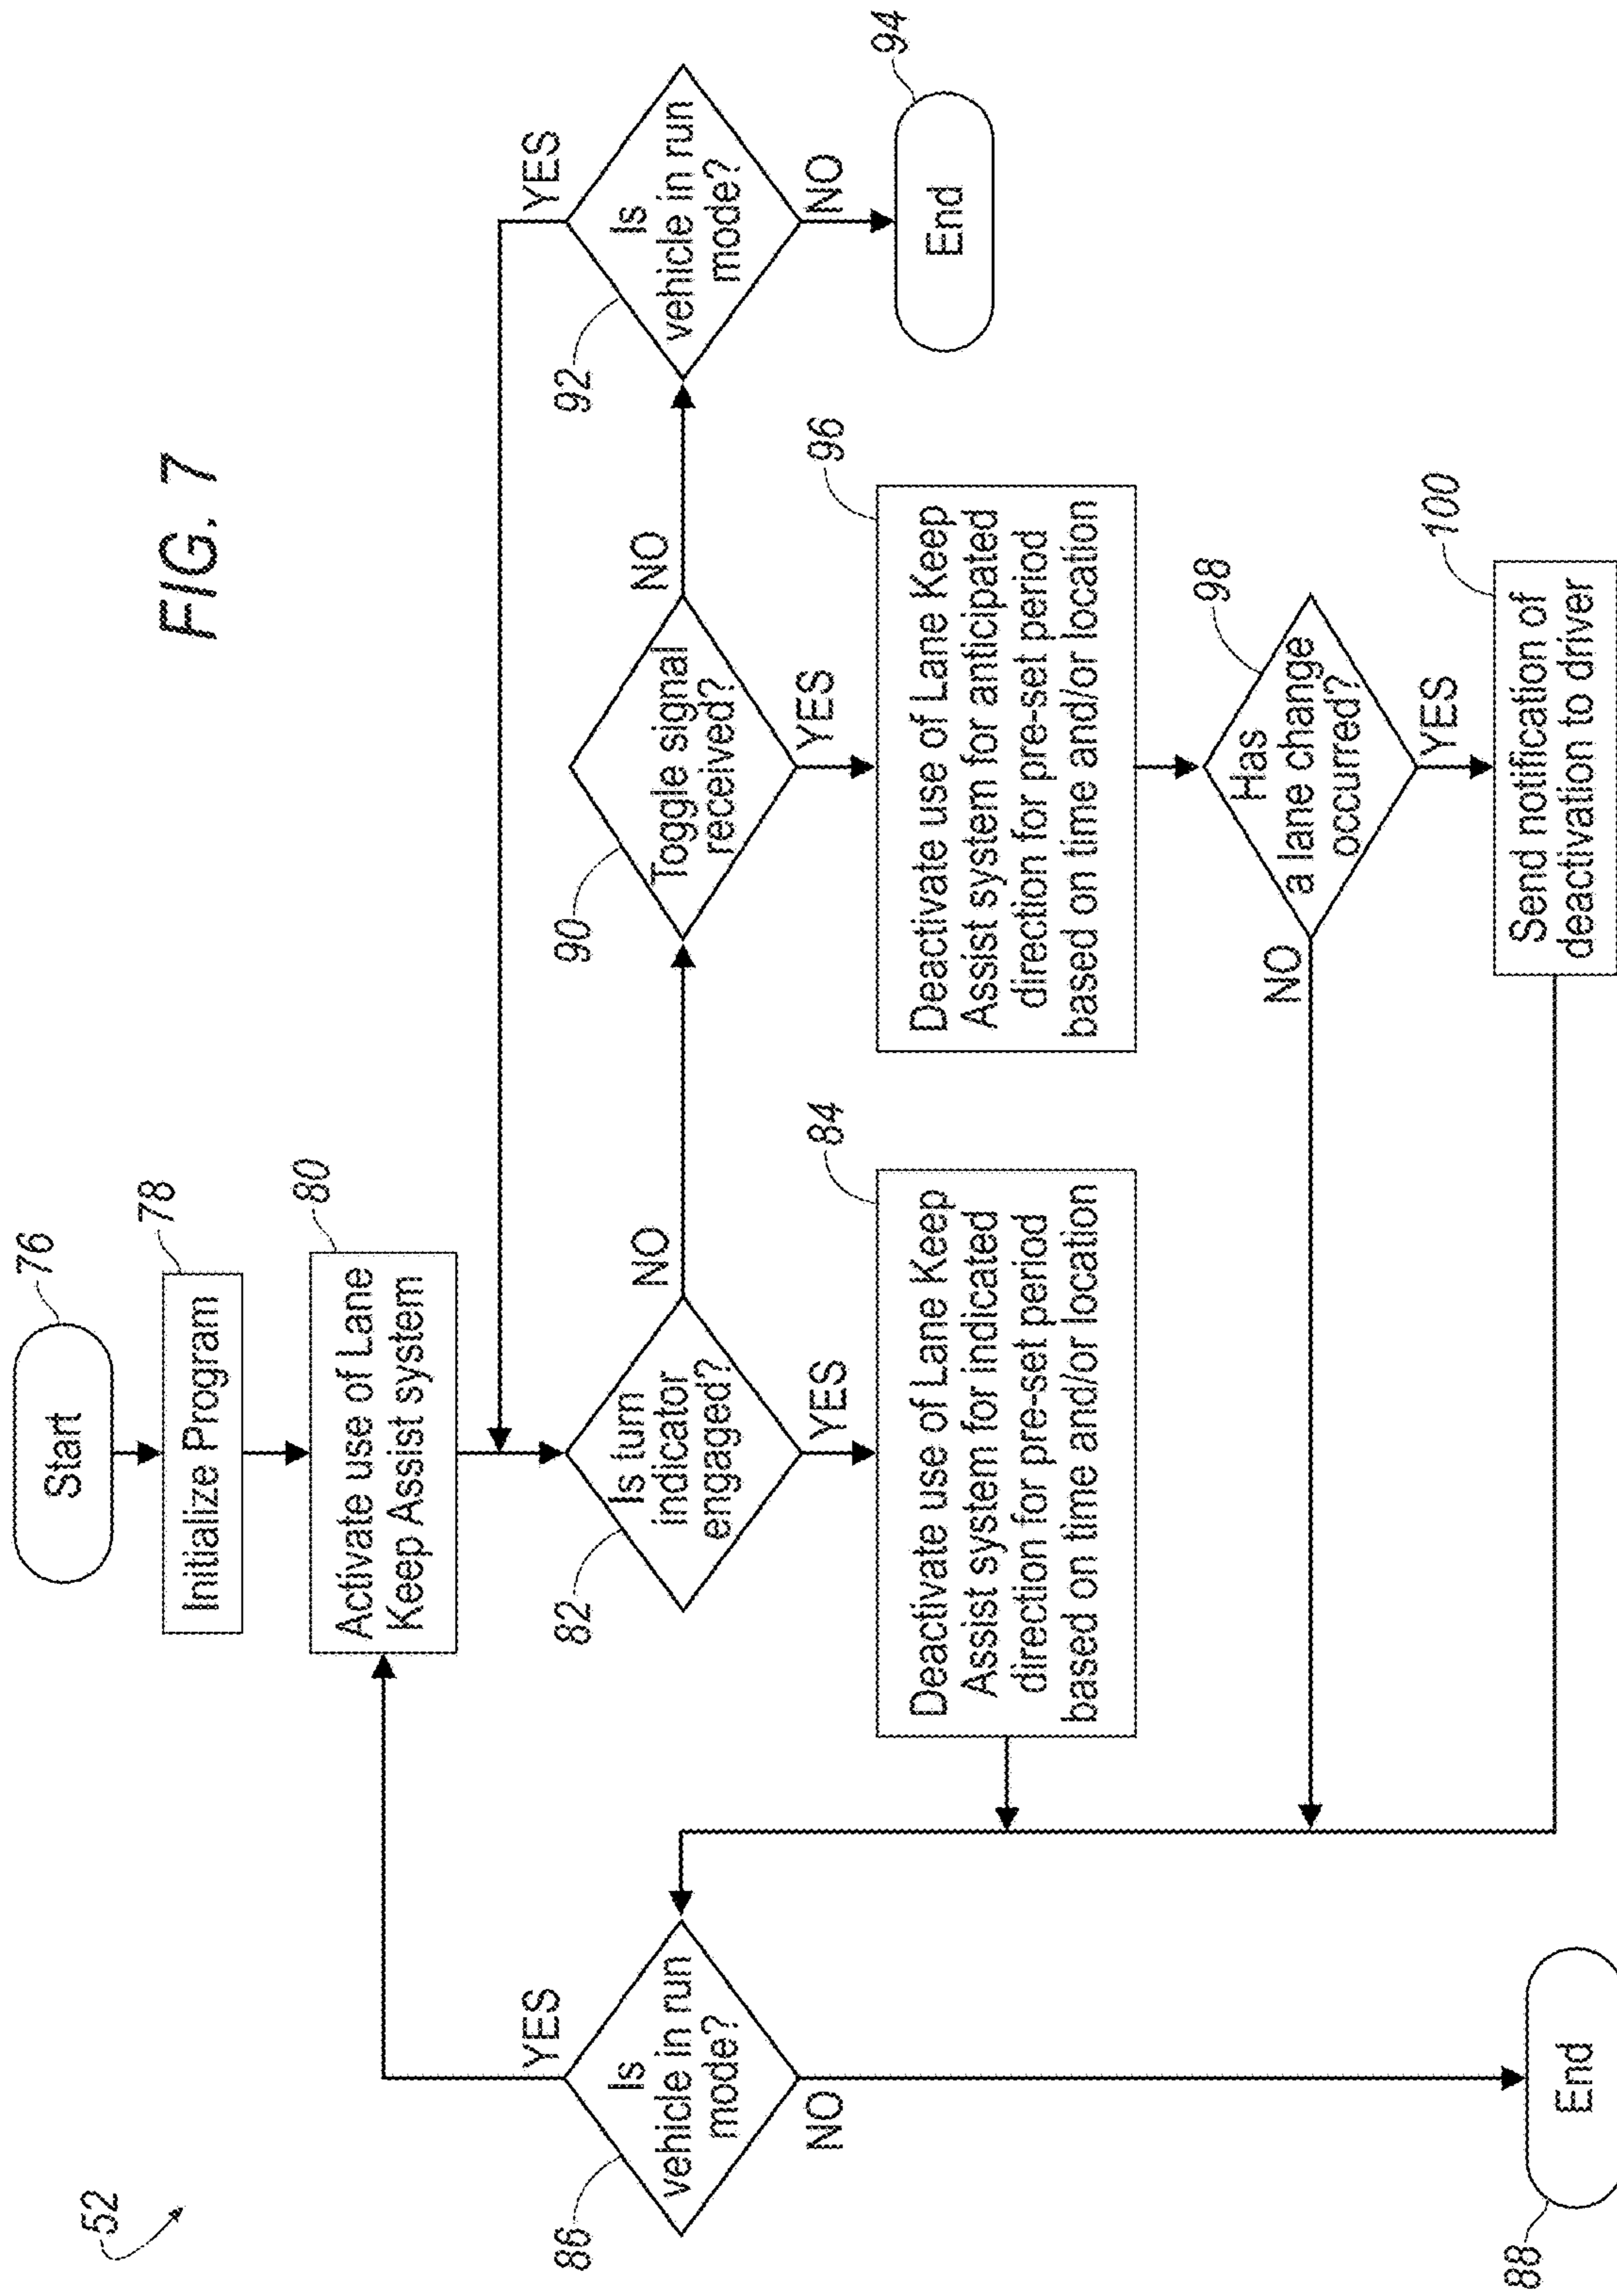 FIG. 7
52
76
Start
78
Initialize Program
80
Activate use of Lane
Keep Assist system
82
Is turm
indicator
engaged?
NO
YES
84
Deactivate use of Lane Keep
Assist system for indicated
direction for pre-set period
based on time and/or location
86
Is
vehicle in run
mode?
YES
NO
88
End
90
Toggle signal
received?
NO
YES
92
Is
vehicle in run
mode?
YES
NO
94
End
96
Deactivate use of Lane Keep
Assist system for anticipated
direction for pre-set period
based on time and/or location
98
Has
a lane change
occurred?
NO
YES
100
Send notification of
deactivation to driver